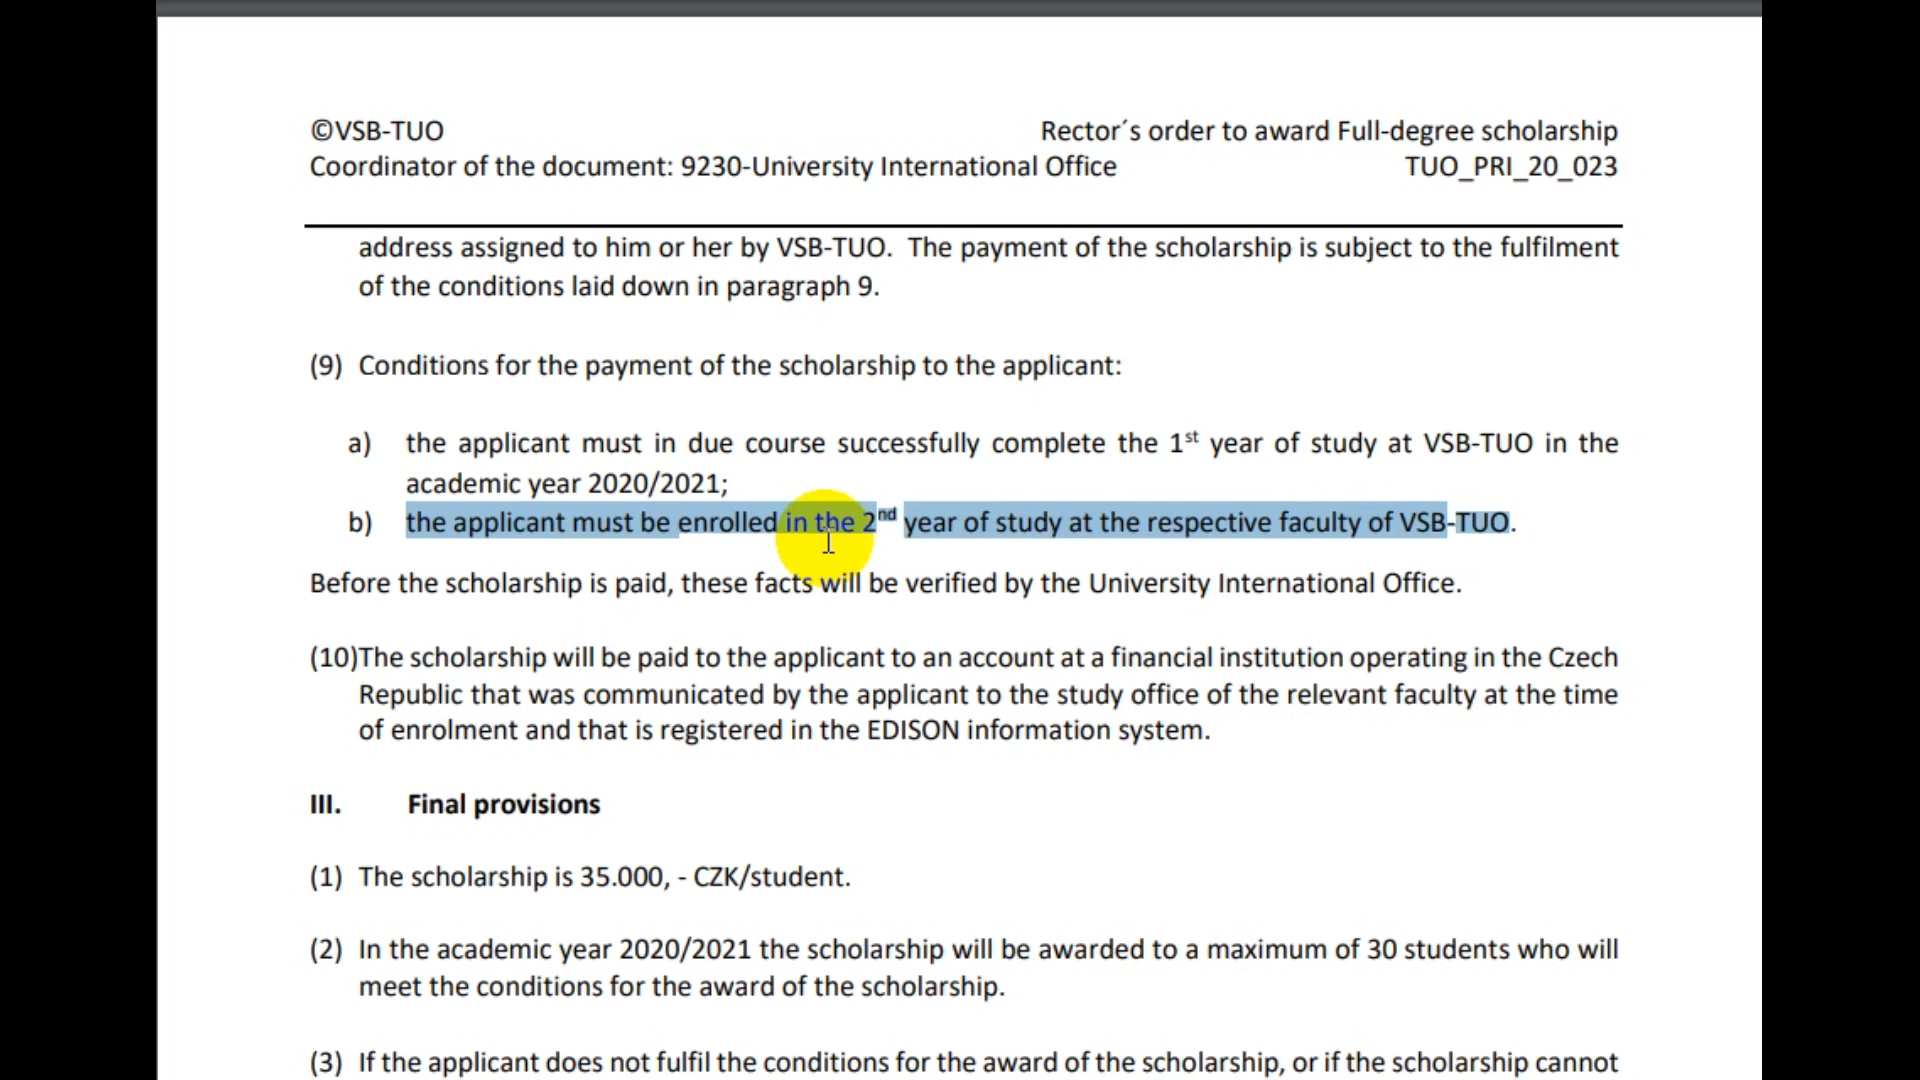 ©VSB-TUO Rector´s order to award Full-degree scholarship
Coordinator of the document: 9230-University International Office TUO_PRI_20_023
address assigned to him or her by VSB-TUO. The payment of the scholarship is subject to the fulfilment
of the conditions laid down in paragraph 9.
(9) Conditions for the payment of the scholarship to the applicant:
a) the applicant must in due course successfully complete the 1st year of study at VSB-TUO in the
academic year 2020/2021;
b) the applicant must be enrolled in the 2nd year of study at the respective faculty of VSB-TUO.
Before the scholarship is paid, these facts will be verified by the University International Office.
(10)The scholarship will be paid to the applicant to an account at a financial institution operating in the Czech
Republic that was communicated by the applicant to the study office of the relevant faculty at the time
of enrolment and that is registered in the EDISON information system.
III. Final provisions
(1) The scholarship is 35.000, - CZK/student.
(2) In the academic year 2020/2021 the scholarship will be awarded to a maximum of 30 students who will
meet the conditions for the award of the scholarship.
(3) If the applicant does not fulfil the conditions for the award of the scholarship, or if the scholarship cannot